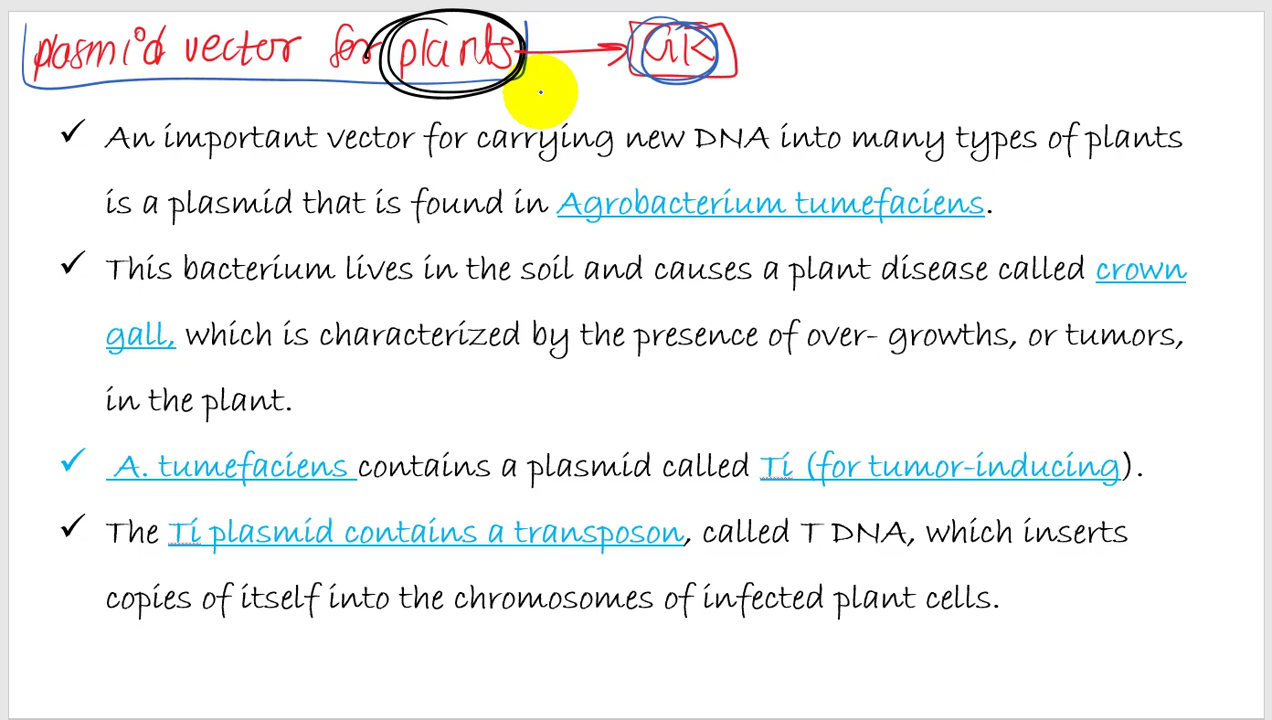 plasmid vector for plants
✓ An important vector for carrying new DNA into many types of plants
is a plasmid that is found in Agrobacterium tumefaciens.
✓ This bacterium lives in the soil and causes a plant disease called crown
gall, which is characterized by the presence of over- growths, or tumors,
in the plant.
✓ A. tumefaciens contains a plasmid called Ti (for tumor-inducing).
✓ The Ti plasmid contains a transposon, called T DNA, which inserts
copies of itself into the chromosomes of infected plant cells.